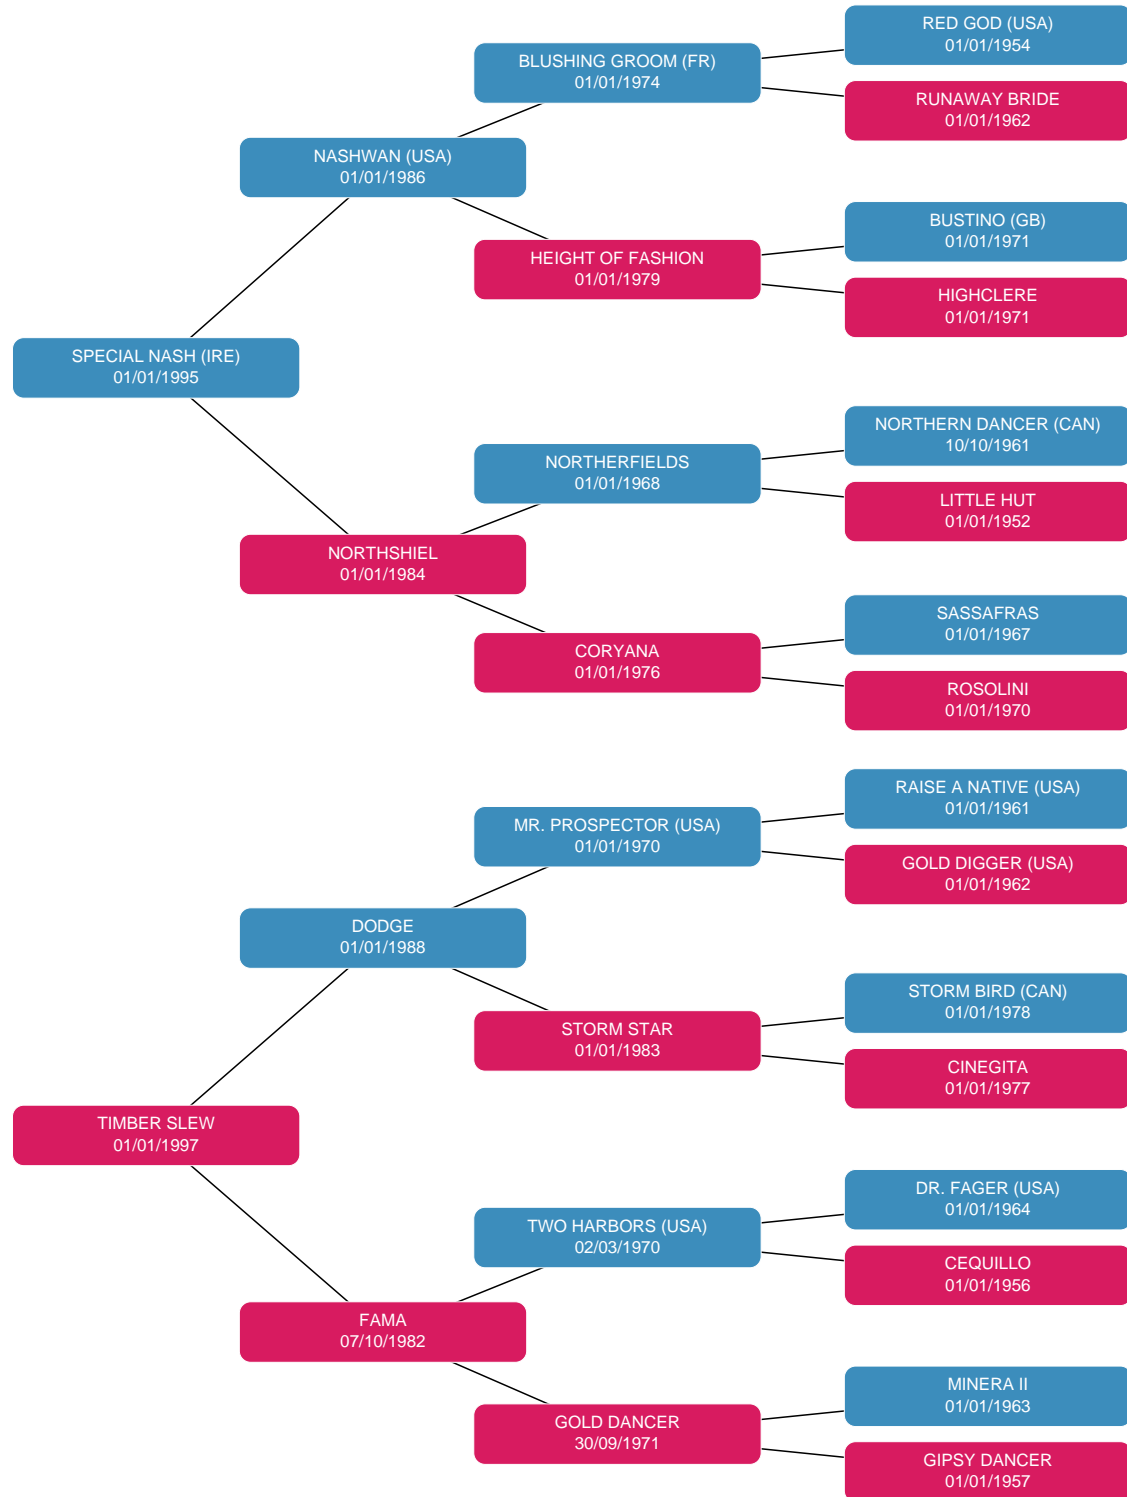 RED GOD (USA)
01/01/1954
BLUSHING GROOM (FR)
01/01/1974
RUNAWAY BRIDE
01/01/1962
NASHWAN (USA)
01/01/1986
BUSTINO (GB)
01/01/1971
HEIGHT OF FASHION
01/01/1979
HIGHCLERE
01/01/1971
SPECIAL NASH (IRE)
01/01/1995
NORTHERN DANCER (CAN)
10/10/1961
NORTHERFIELDS
01/01/1968
LITTLE HUT
01/01/1952
NORTHSHIEL
01/01/1984
SASSAFRAS
01/01/1967
CORYANA
01/01/1976
ROSOLINI
01/01/1970
RAISE A NATIVE (USA)
01/01/1961
MR. PROSPECTOR (USA)
01/01/1970
GOLD DIGGER (USA)
01/01/1962
DODGE
01/01/1988
STORM BIRD (CAN)
01/01/1978
STORM STAR
01/01/1983
CINEGITA
01/01/1977
TIMBER SLEW
01/01/1997
DR. FAGER (USA)
01/01/1964
TWO HARBORS (USA)
02/03/1970
CEQUILLO
01/01/1956
FAMA
07/10/1982
MINERA II
01/01/1963
GOLD DANCER
30/09/1971
GIPSY DANCER
01/01/1957